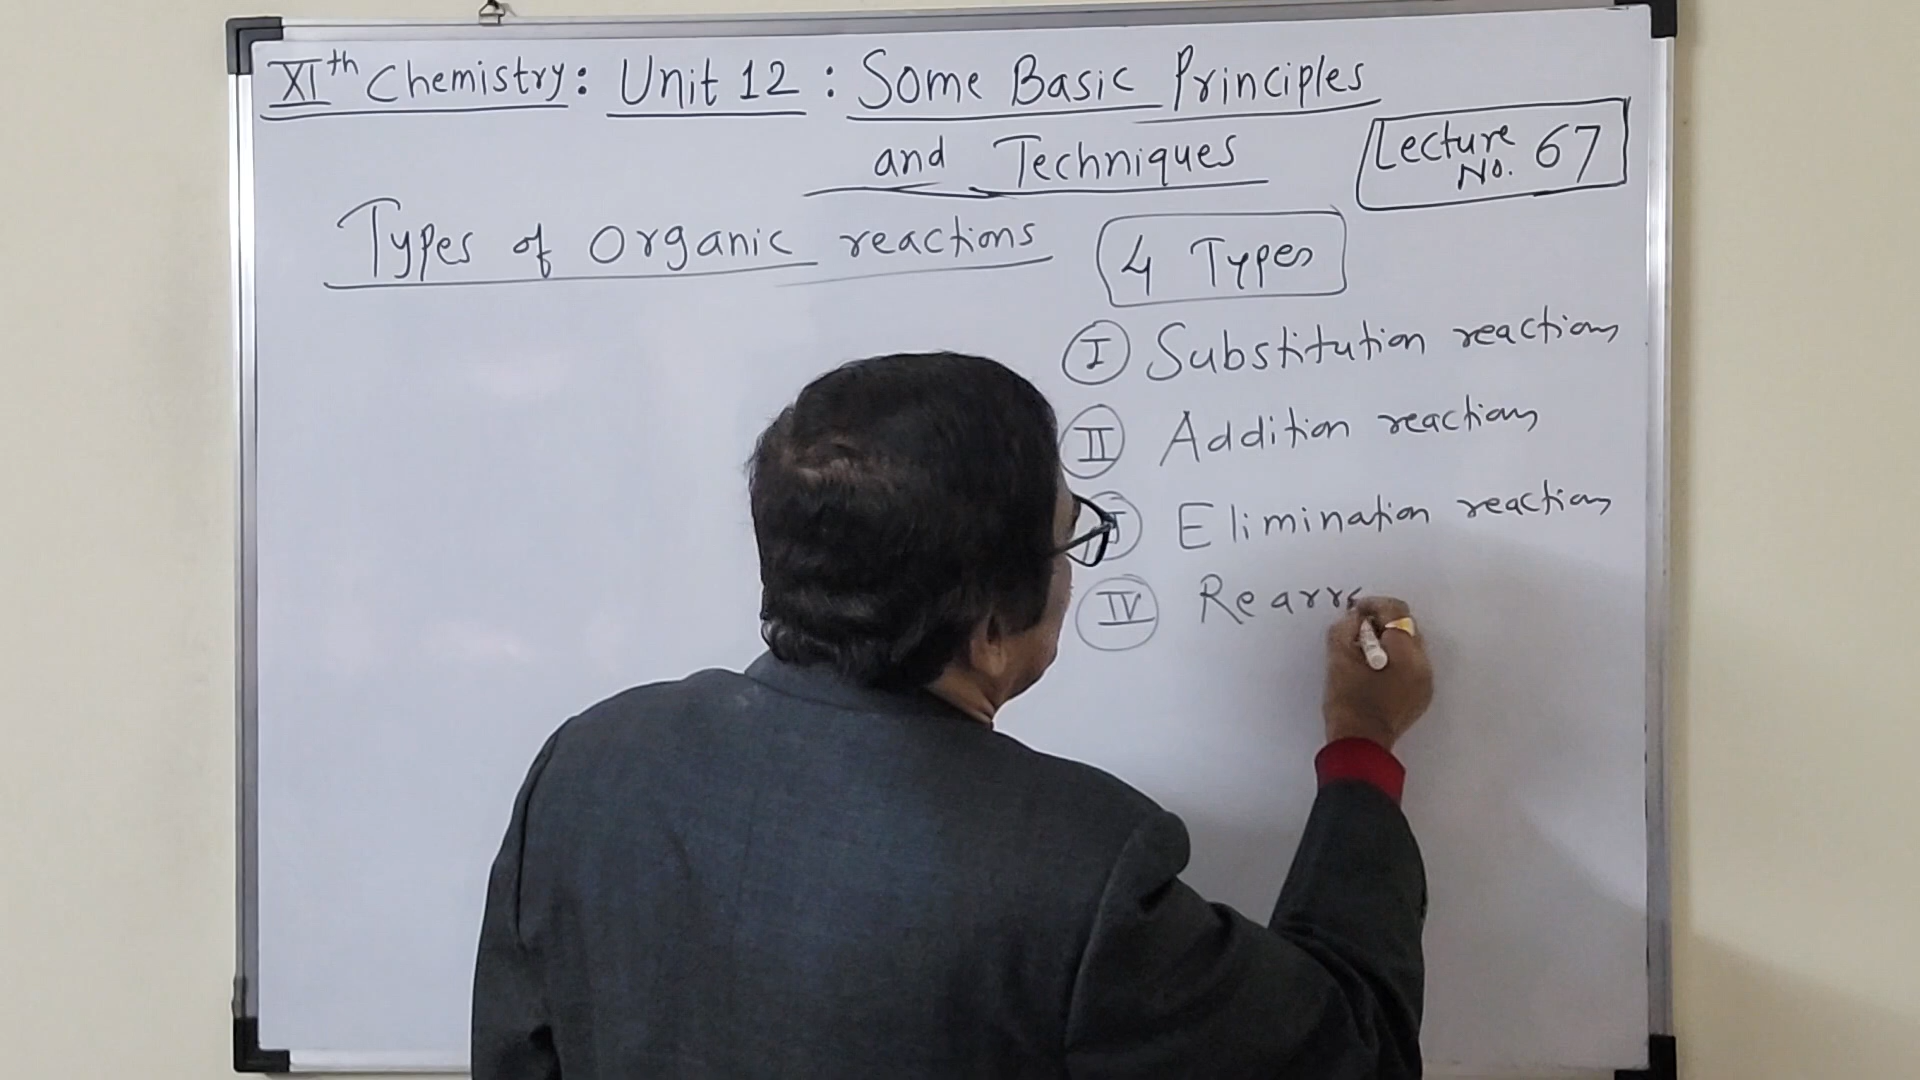 XIth Chemistry: Unit 12 : Some Basic Principles
and Techniques
Lecture No. 67
Types of Organic reactions
4 Types
I Substitution reactions
II Addition reactions
Elimination reactions
IV Rearr